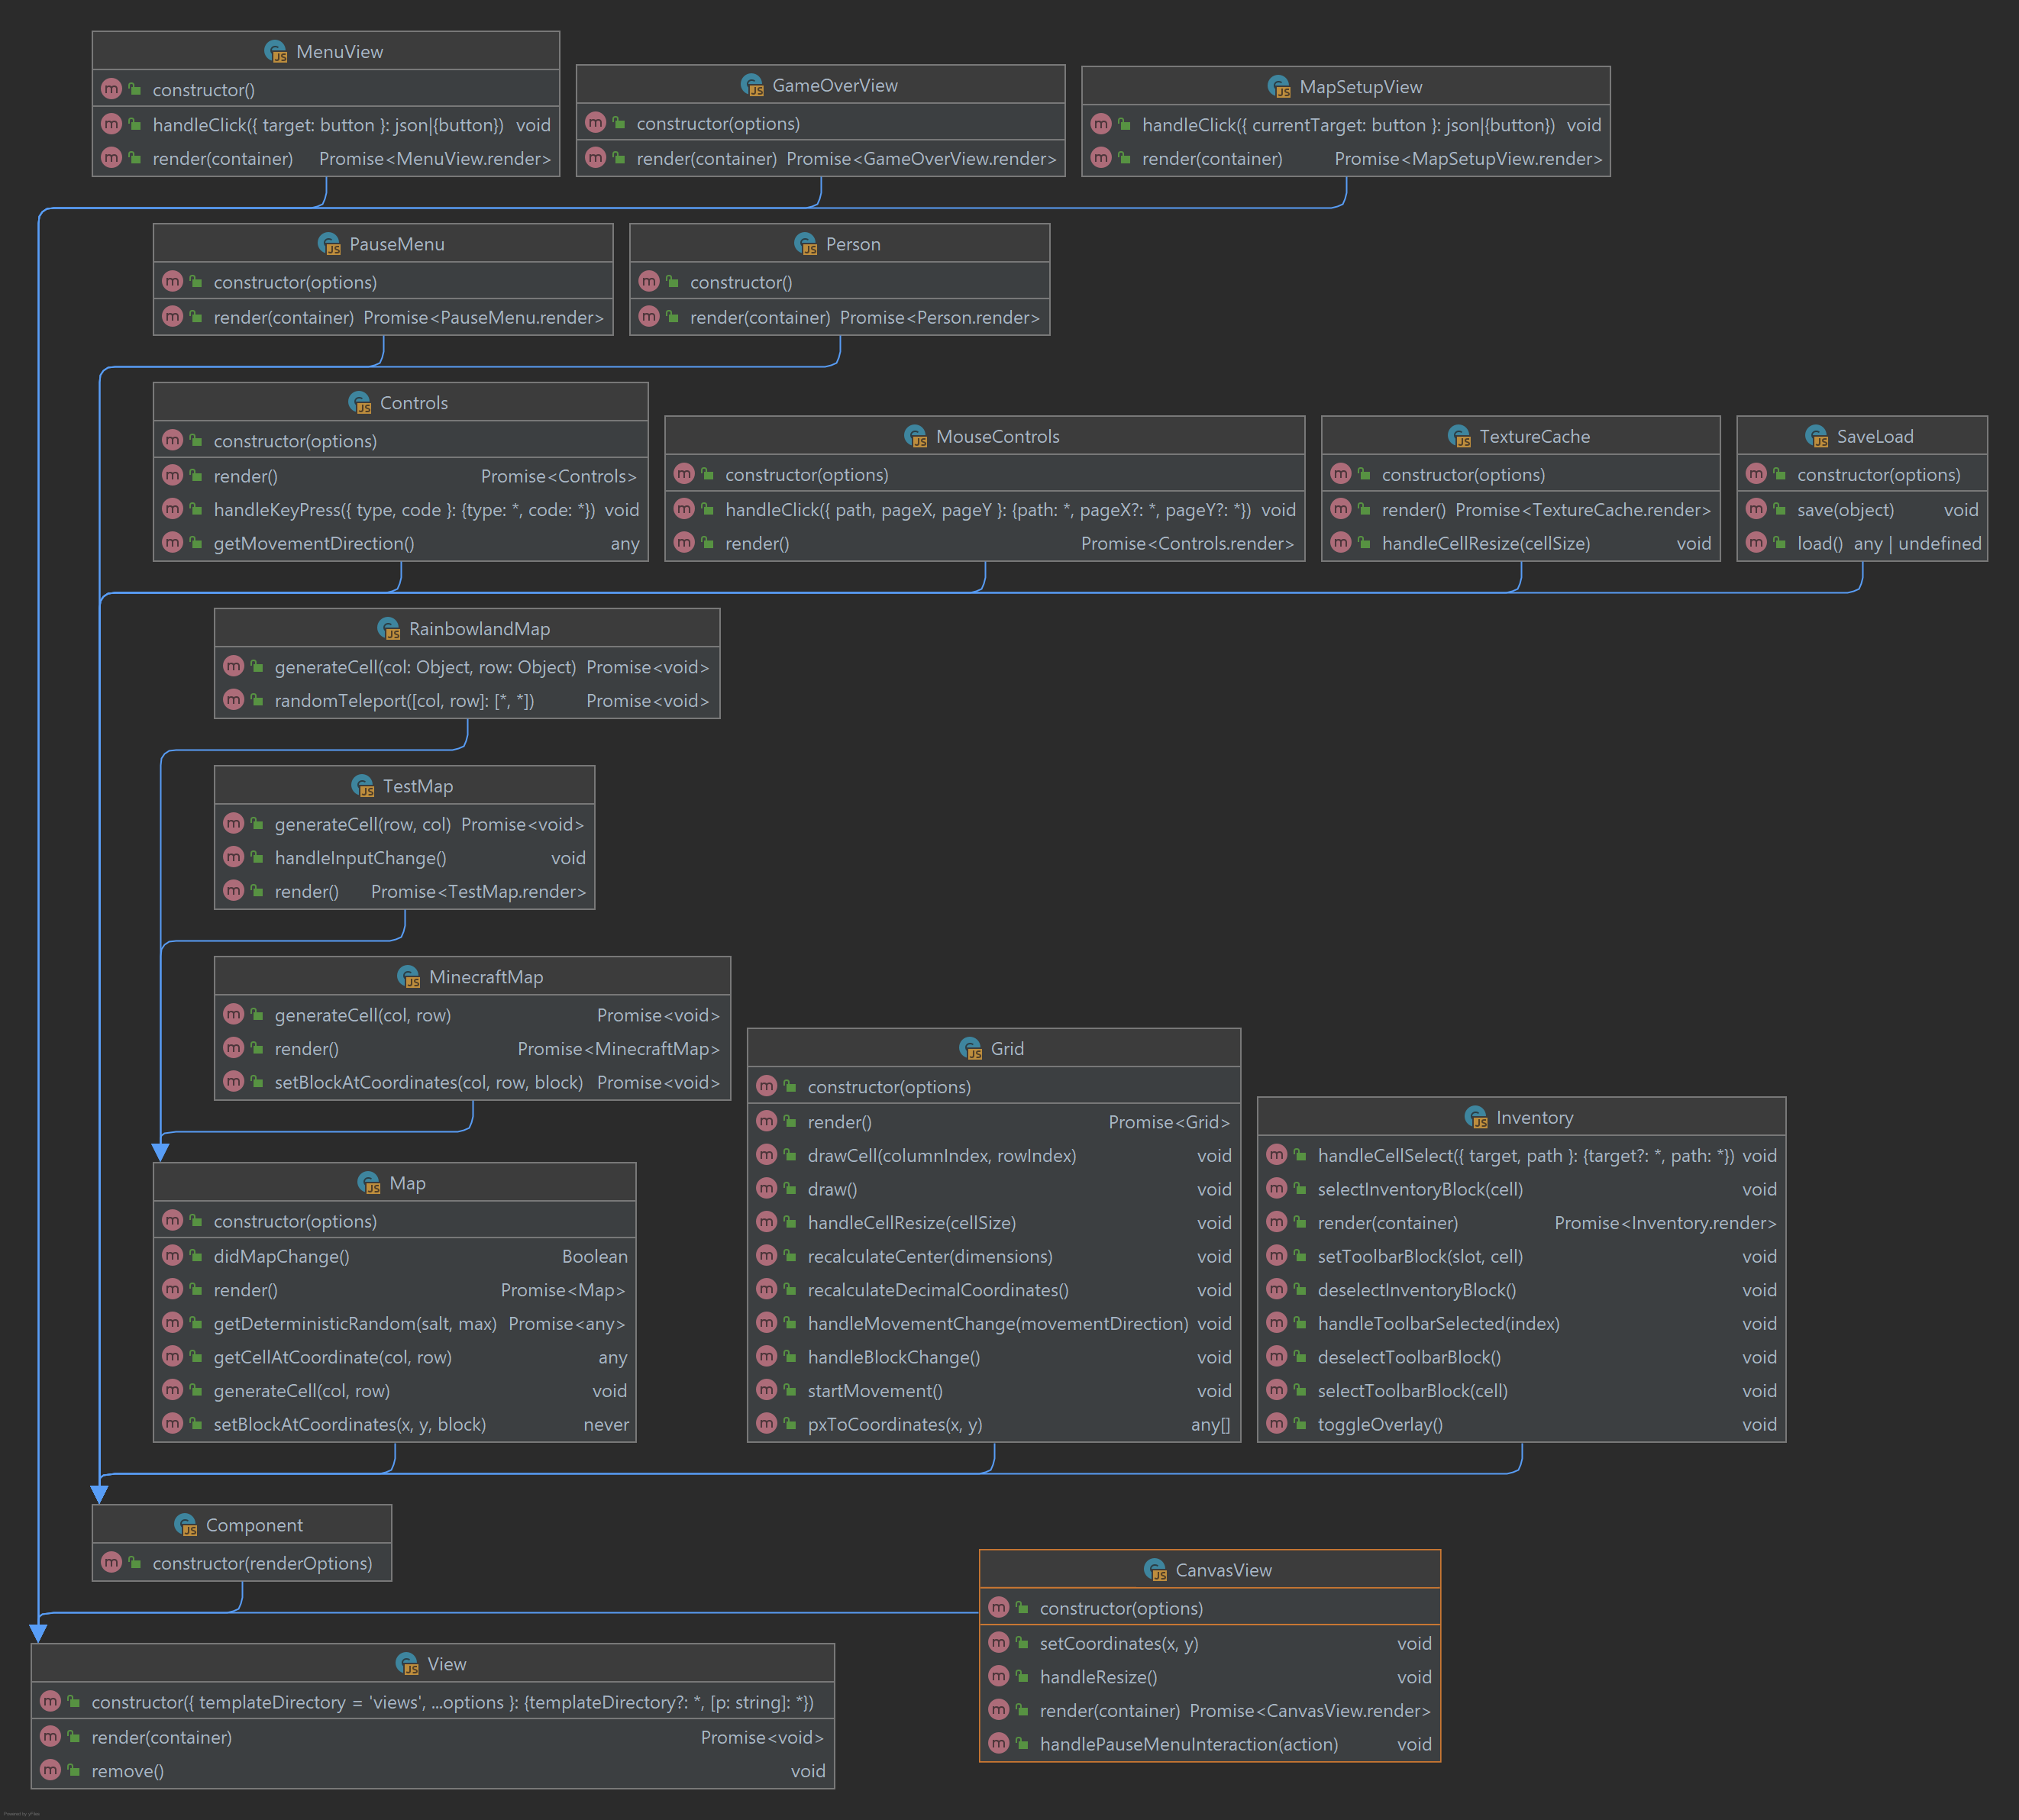 MenuView
constructor()
handleClick({ target: button }: json|{button}) void
render(container) Promise<MenuView.render>
GameOverView
constructor(options)
render(container) Promise<GameOverView.render>
MapSetupView
handleClick({ currentTarget: button }: json|{button}) void
render(container) Promise<MapSetupView.render>
PauseMenu
constructor(options)
render(container) Promise<PauseMenu.render>
Person
constructor()
render(container) Promise<Person.render>
Controls
constructor(options)
render() Promise<Controls>
handleKeyPress({ type, code }: {type: *, code: *}) void
getMovementDirection() any
MouseControls
constructor(options)
handleClick({ path, pageX, pageY }: {path: *, pageX?: *, pageY?: *}) void
render() Promise<Controls.render>
TextureCache
constructor(options)
render() Promise<TextureCache.render>
handleCellResize(cellSize) void
SaveLoad
constructor(options)
save(object) void
load() any | undefined
RainbowlandMap
generateCell(col: Object, row: Object) Promise<void>
randomTeleport([col, row]: [*, *]) Promise<void>
TestMap
generateCell(row, col) Promise<void>
handleInputChange() void
render() Promise<TestMap.render>
MinecraftMap
generateCell(col, row) Promise<void>
render() Promise<MinecraftMap>
setBlockAtCoordinates(col, row, block) Promise<void>
Map
constructor(options)
didMapChange() Boolean
render() Promise<Map>
getDeterministicRandom(salt, max) Promise<any>
getCellAtCoordinate(col, row) any
generateCell(col, row) void
setBlockAtCoordinates(x, y, block) never
Grid
constructor(options)
render() Promise<Grid>
drawCell(columnIndex, rowIndex) void
draw() void
handleCellResize(cellSize) void
recalculateCenter(dimensions) void
recalculateDecimalCoordinates() void
handleMovementChange(movementDirection) void
handleBlockChange() void
startMovement() void
pxToCoordinates(x, y) any[]
Inventory
handleCellSelect({ target, path }: {target?: *, path: *}) void
selectInventoryBlock(cell) void
render(container) Promise<Inventory.render>
setToolbarBlock(slot, cell) void
deselectInventoryBlock() void
handleToolbarSelected(index) void
deselectToolbarBlock() void
selectToolbarBlock(cell) void
toggleOverlay() void
Component
constructor(renderOptions)
CanvasView
constructor(options)
setCoordinates(x, y) void
handleResize() void
render(container) Promise<CanvasView.render>
handlePauseMenuInteraction(action) void
View
constructor({ templateDirectory = 'views', ...options }: {templateDirectory?: *, [p: string]: *})
render(container) Promise<void>
remove() void
Powered by yFiles